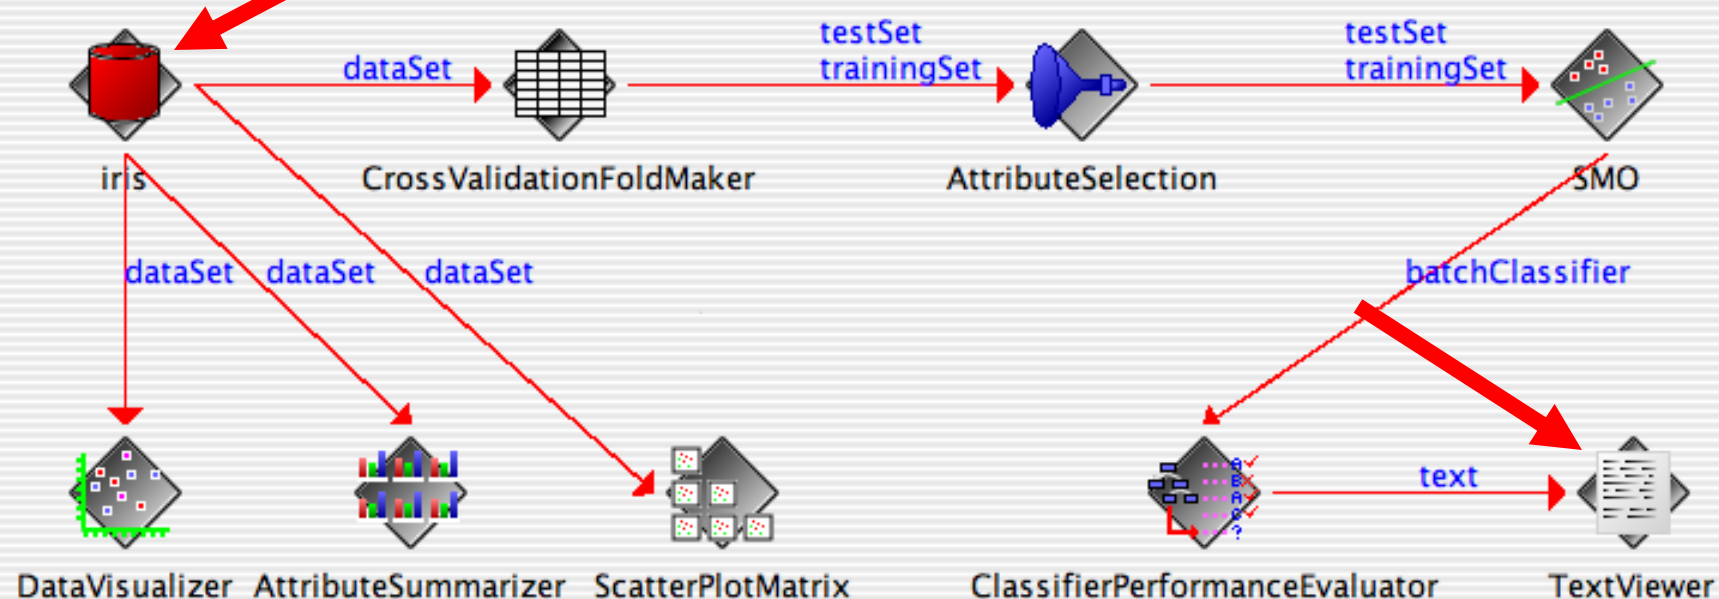 testSet
testSet
dataSet
trainingSet
trainingSet
iris
CrossValidationFoldMaker
AttributeSelection
SMO
dataSet
dataSet
dataSet
batchClassifier
text
DataVisualizer
AttributeSummarizer
ScatterPlotMatrix
ClassifierPerformanceEvaluator
TextViewer